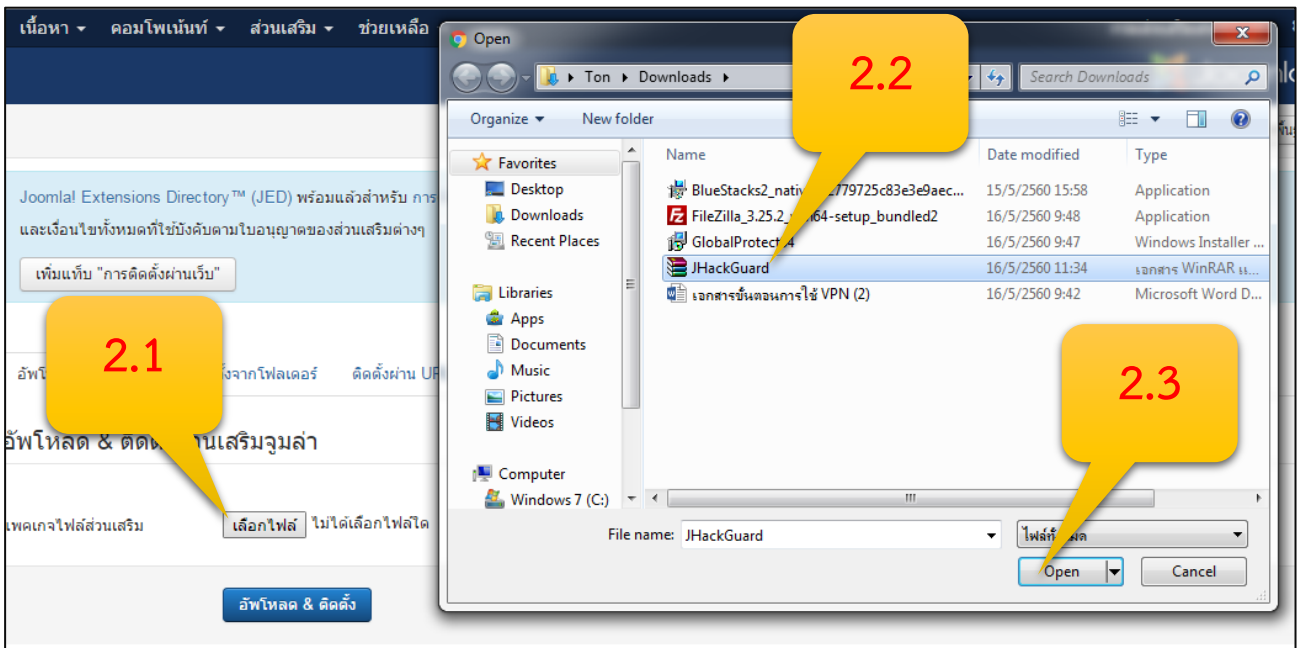 เนื้อหา คอมโพเน้นท์ ส่วนเสริม ช่วยเหลือ
Joomla! Extensions Directory™ (JED) พร้อมแล้วสำหรับ
และเงื่อนไขทั้งหมดที่ใช้บังคับตามใบอนุญาตของส่วนเสริมต่างๆ
เพิ่มแท็บ "การติดตั้งผ่านเว็บ"
2.1
ติดตั้งผ่าน
อัพโหลด &
จูมล่า
แพคเกจไฟล์ส่วนเสริม เลือกไฟล์ ไม่ได้เลือกไฟล์ใด
อัพโหลด & ติดตั้ง
Open
Ton Downloads
2.2
Search Downloads
Organize New folder
Favorites
Desktop
Downloads
Recent Places
Libraries
Apps
Documents
Music
Pictures
Videos
Computer
Windows 7 (C:)
Name Date modified Type
15/5/2560 15:58 Application
16/5/2560 9:48 Application
16/5/2560 9:47 Windows Installer ...
JHackGuard 16/5/2560 11:34 เอกสาร WinRAR แ...
เอกสารขั้นตอนการใช้ VPN (2) 16/5/2560 9:42 Microsoft Word D...
2.3
File name: JHackGuard
Open Cancel